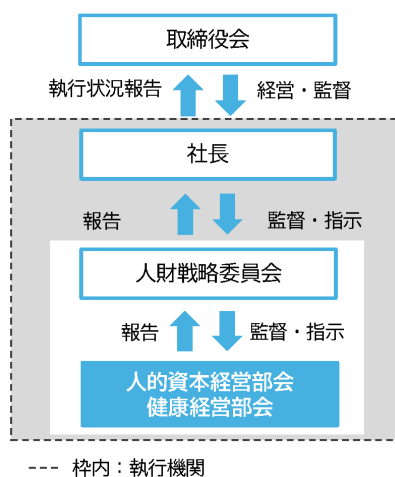 取締役会
執行状況報告
経営・監督
社長
報告
監督・指示
人財戦略委員会
報告
監督・指示
人的資本経営部会
健康経営部会
枠内：執行機関